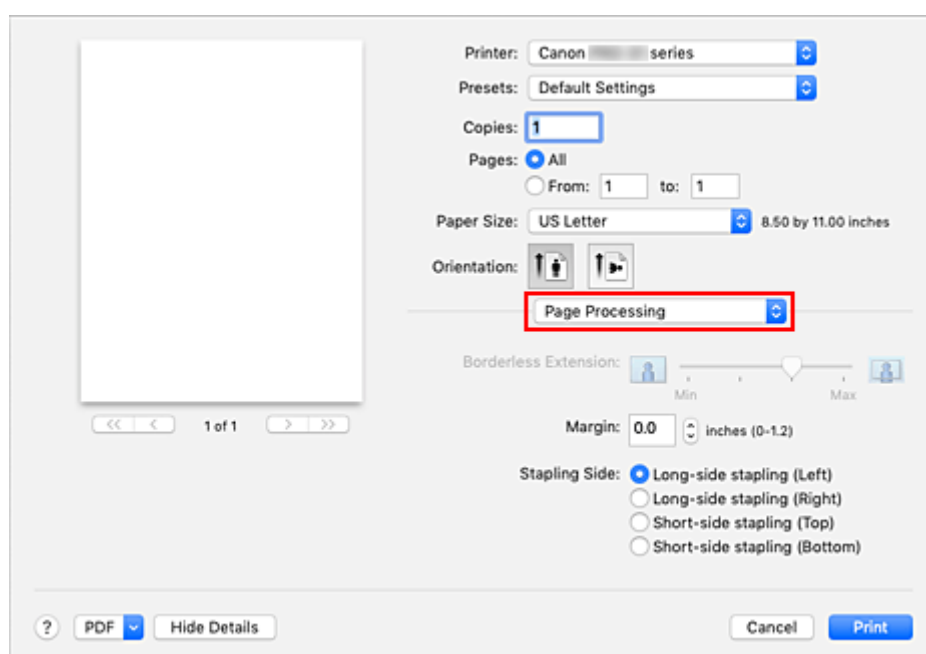 Printer: Canon series
Presets: Default Settings
Copies: 1
Pages: All
From: 1 to: 1
Paper Size: US Letter 8.50 by 11.00 inches
Orientation:
Page Processing
Borderless Extension:
Min Max
<< < 1 of 1 > >>
Margin: 0.0 inches (0-1.2)
Stapling Side: Long-side stapling (Left)
Long-side stapling (Right)
Short-side stapling (Top)
Short-side stapling (Bottom)
? PDF Hide Details Cancel Print